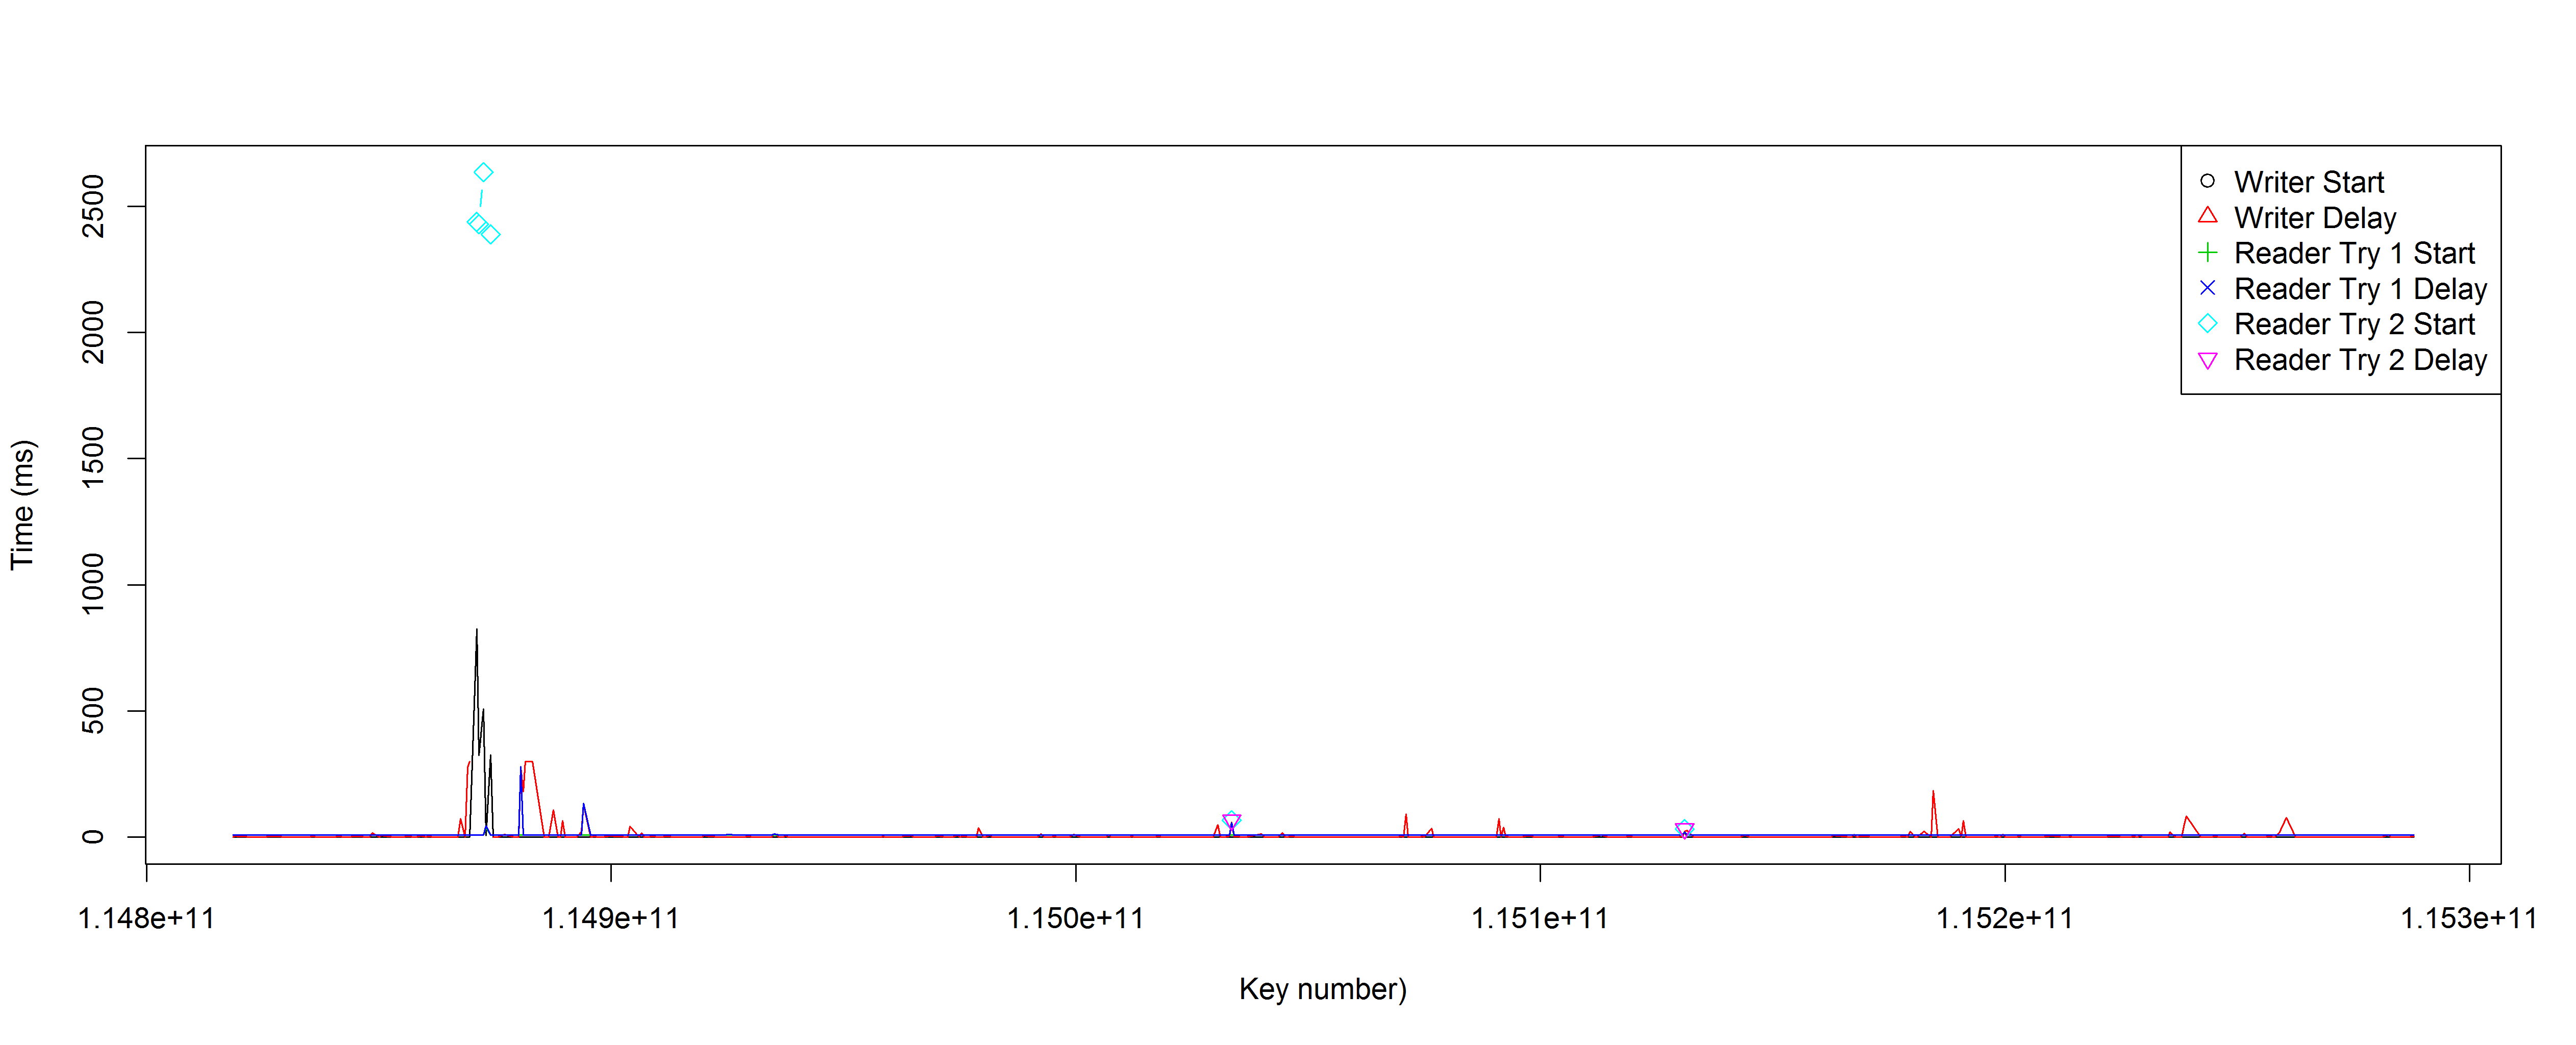 Time (ms)
2500
2000
1500
1000
500
0
Writer Start
Writer Delay
Reader Try 1 Start
Reader Try 1 Delay
Reader Try 2 Start
Reader Try 2 Delay
1.148e+11 1.149e+11 1.150e+11 1.151e+11 1.152e+11 1.153e+11
Key number)